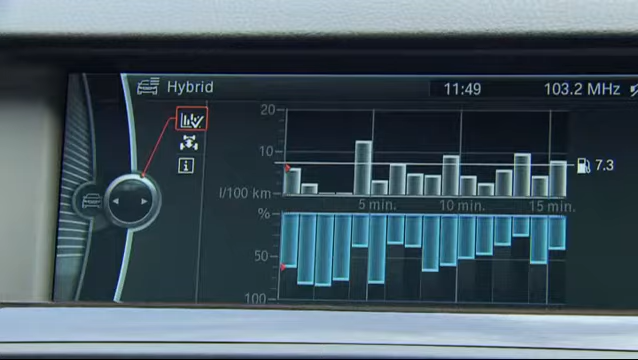 Hybrid
11:49
103.2 MHz
20
10
7.3
l/100 km
5 min.
10 min.
15 min.
%
50
100
i